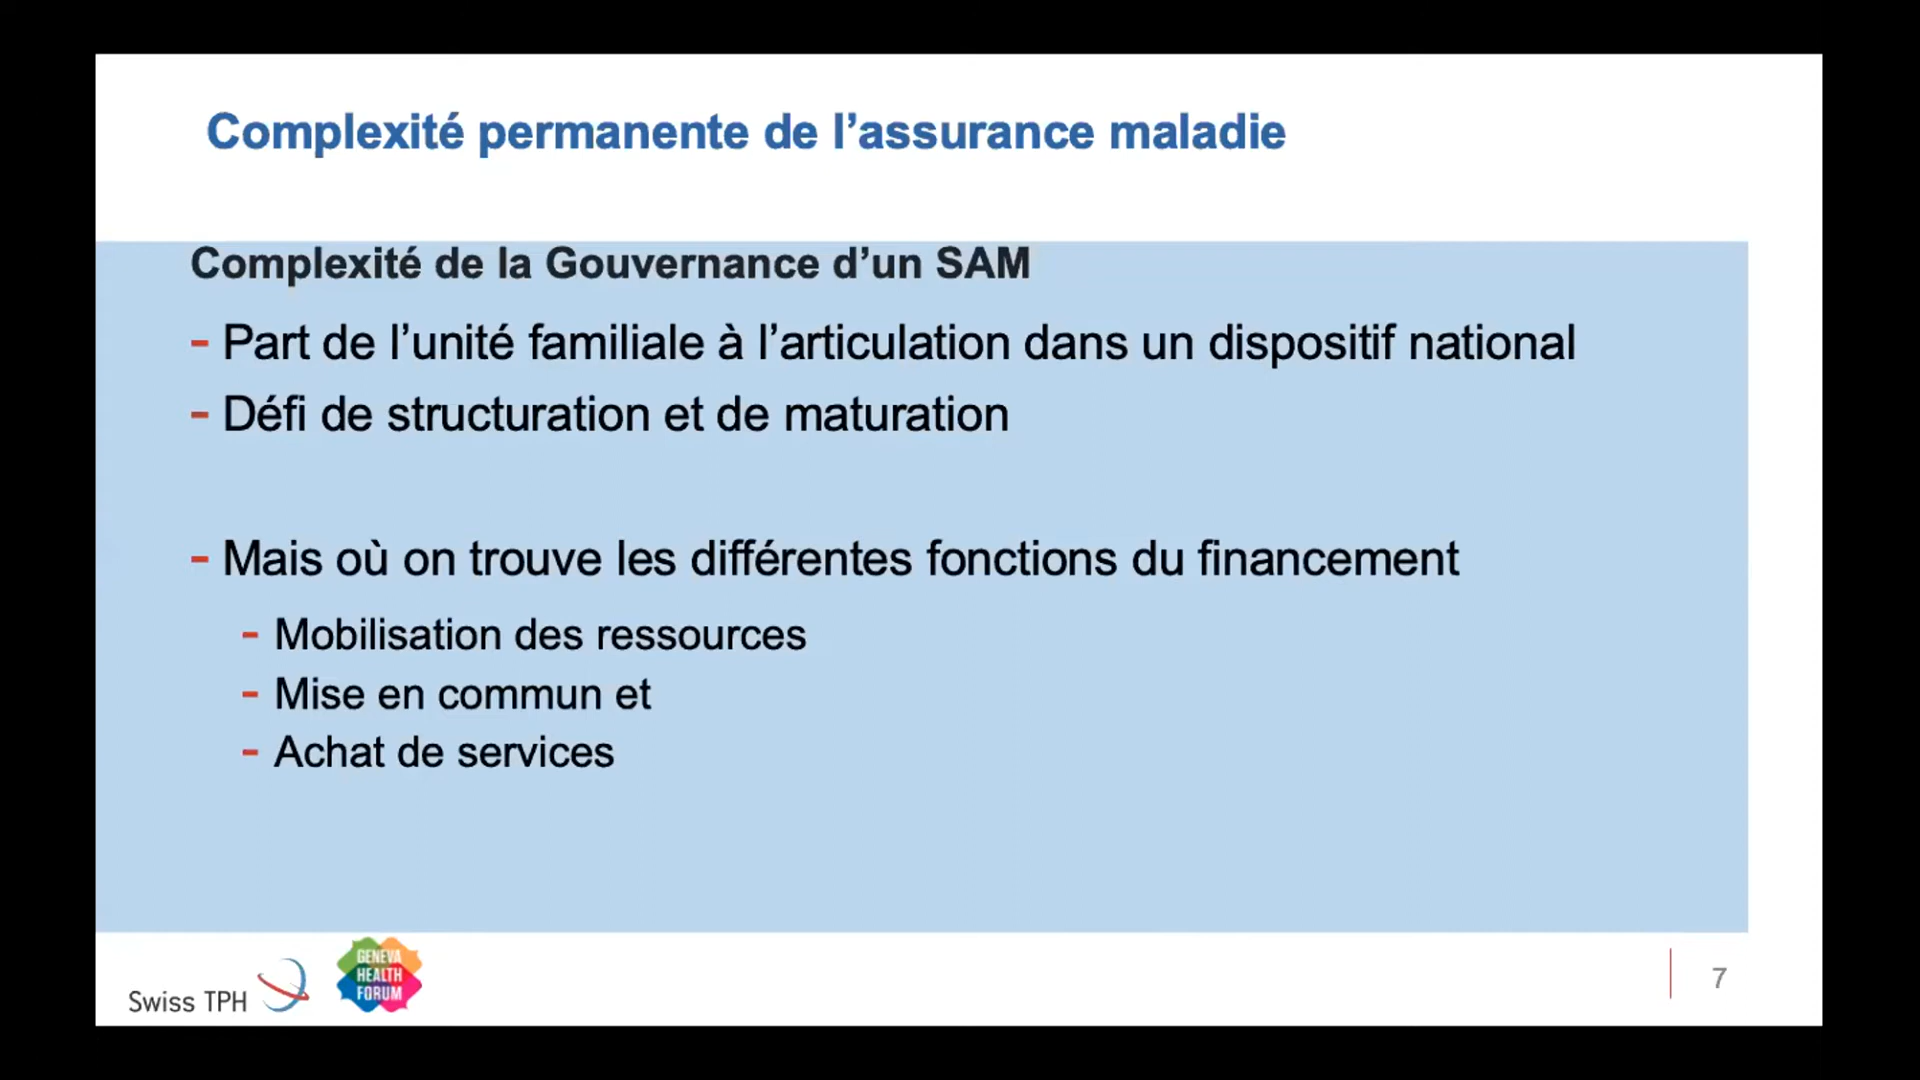 Complexité permanente de l’assurance maladie
Complexité de la Gouvernance d’un SAM
- Part de l’unité familiale à l’articulation dans un dispositif national
- Défi de structuration et de maturation
- Mais où on trouve les différentes fonctions du financement
- Mobilisation des ressources
- Mise en commun et
- Achat de services
Swiss TPH
GENEVA
HEALTH
FORUM
7